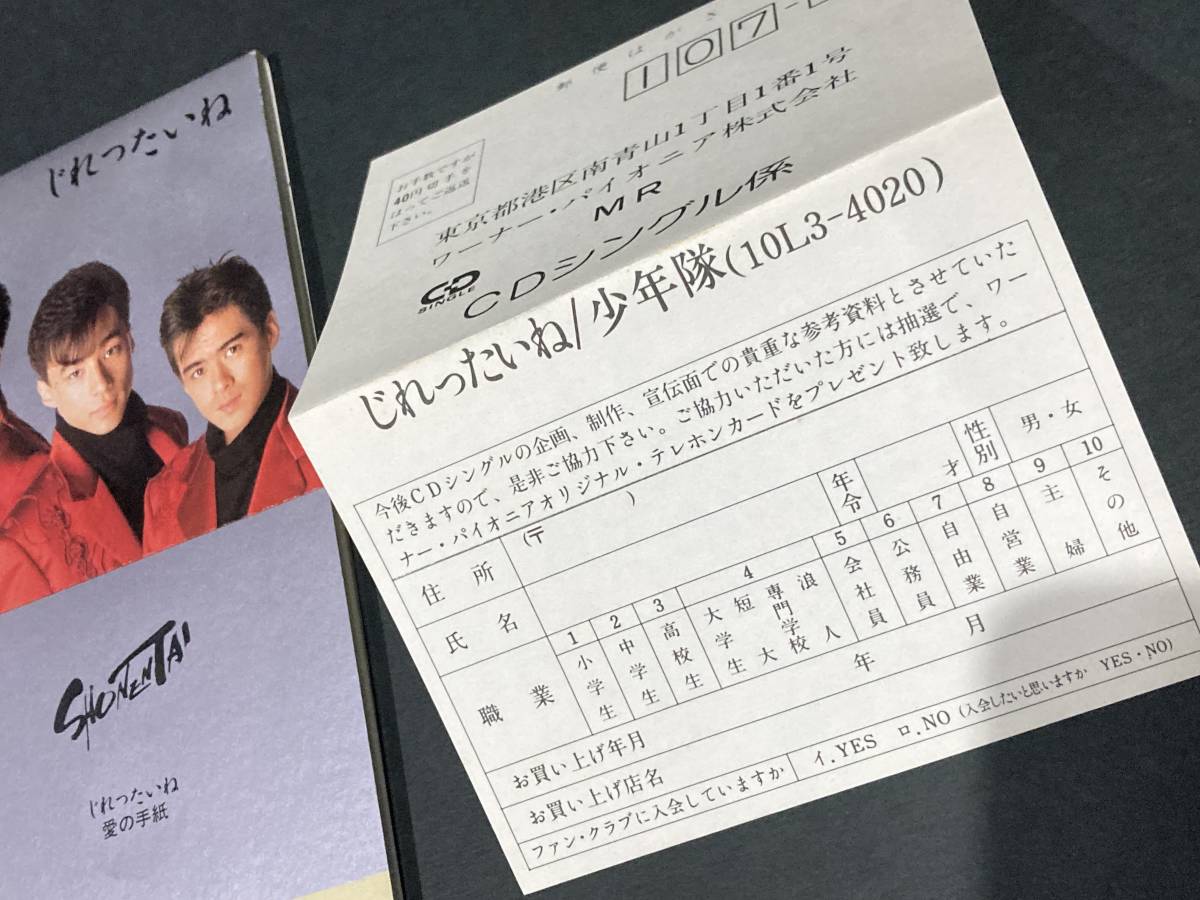 じれったいね
SHONENTAI
じれったいね
愛の手紙
郵便はがき
107-
お手数ですが
40円切手を
はってご返送
下さい。
東京都港区南青山1丁目1番1号
ワーナー・パイオニア株式会社
MR
CD SINGLE CDシングル係
じれったいね/少年隊(10L3-4020)
今後CDシングルの企画、制作、宣伝面での貴重な参考資料とさせていた
だきますので、是非ご協力下さい。ご協力いただいた方には抽選で、ワー
ナー・パイオニアオリジナル・テレホンカードをプレゼント致します。
住所 (〒 )
氏名 年令 才 性別 男・女
職業 1 小学生 2 中学生 3 高校生 4 大学生 短大 専門学校 浪人 5 会社員 6 公務員 7 自由業 8 自営業 9 主婦 10 その他
お買い上げ年月 年 月
お買い上げ店名
ファン・クラブに入会していますか イ.YES ロ.NO (入会したいと思いますか YES・NO)